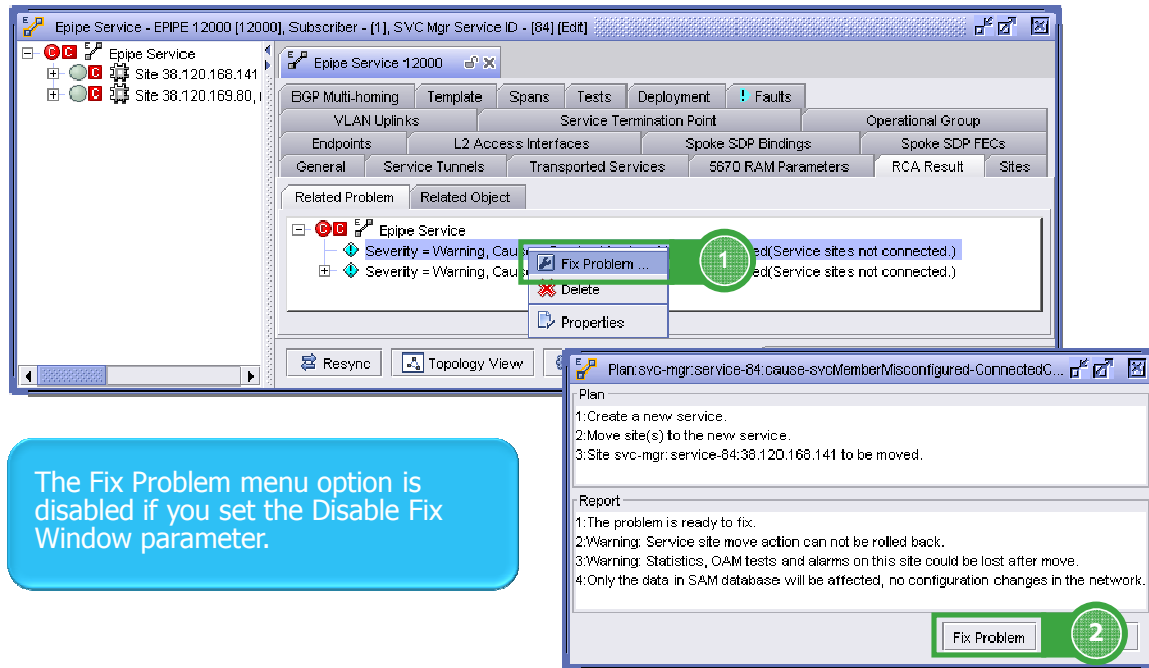 Epipe Service - EPIPE 12000 [12000], Subscriber - [1], SVC Mgr Service ID - [84] [Edit]
Epipe Service
Site 38.120.168.141
Site 38.120.169.80,
Epipe Service 12000
BGP Multi-homing Template Spans Tests Deployment ! Faults
VLAN Uplinks Service Termination Point Operational Group
Endpoints L2 Access Interfaces Spoke SDP Bindings Spoke SDP FECs
General Service Tunnels Transported Services 5670 RAM Parameters RCA Result Sites
Related Problem Related Object
Epipe Service
Severity = Warning, (Service sites not connected.)
Severity = Warning, (Service sites not connected.)
Fix Problem ...
Delete
Properties
1
Resync Topology View
Plan:svc-mgr:service-84:cause-svcMemberMisconfigured-ConnectedC...
Plan
1:Create a new service.
2:Move site(s) to the new service.
3:Site svc-mgr:service-84:38.120.168.141 to be moved.
Report
1:The problem is ready to fix.
2:Warning: Service site move action can not be rolled back.
3:Warning: Statistics, OAM tests and alarms on this site could be lost after move.
4:Only the data in SAM database will be affected, no configuration changes in the network.
Fix Problem
2
The Fix Problem menu option is
disabled if you set the Disable Fix
Window parameter.